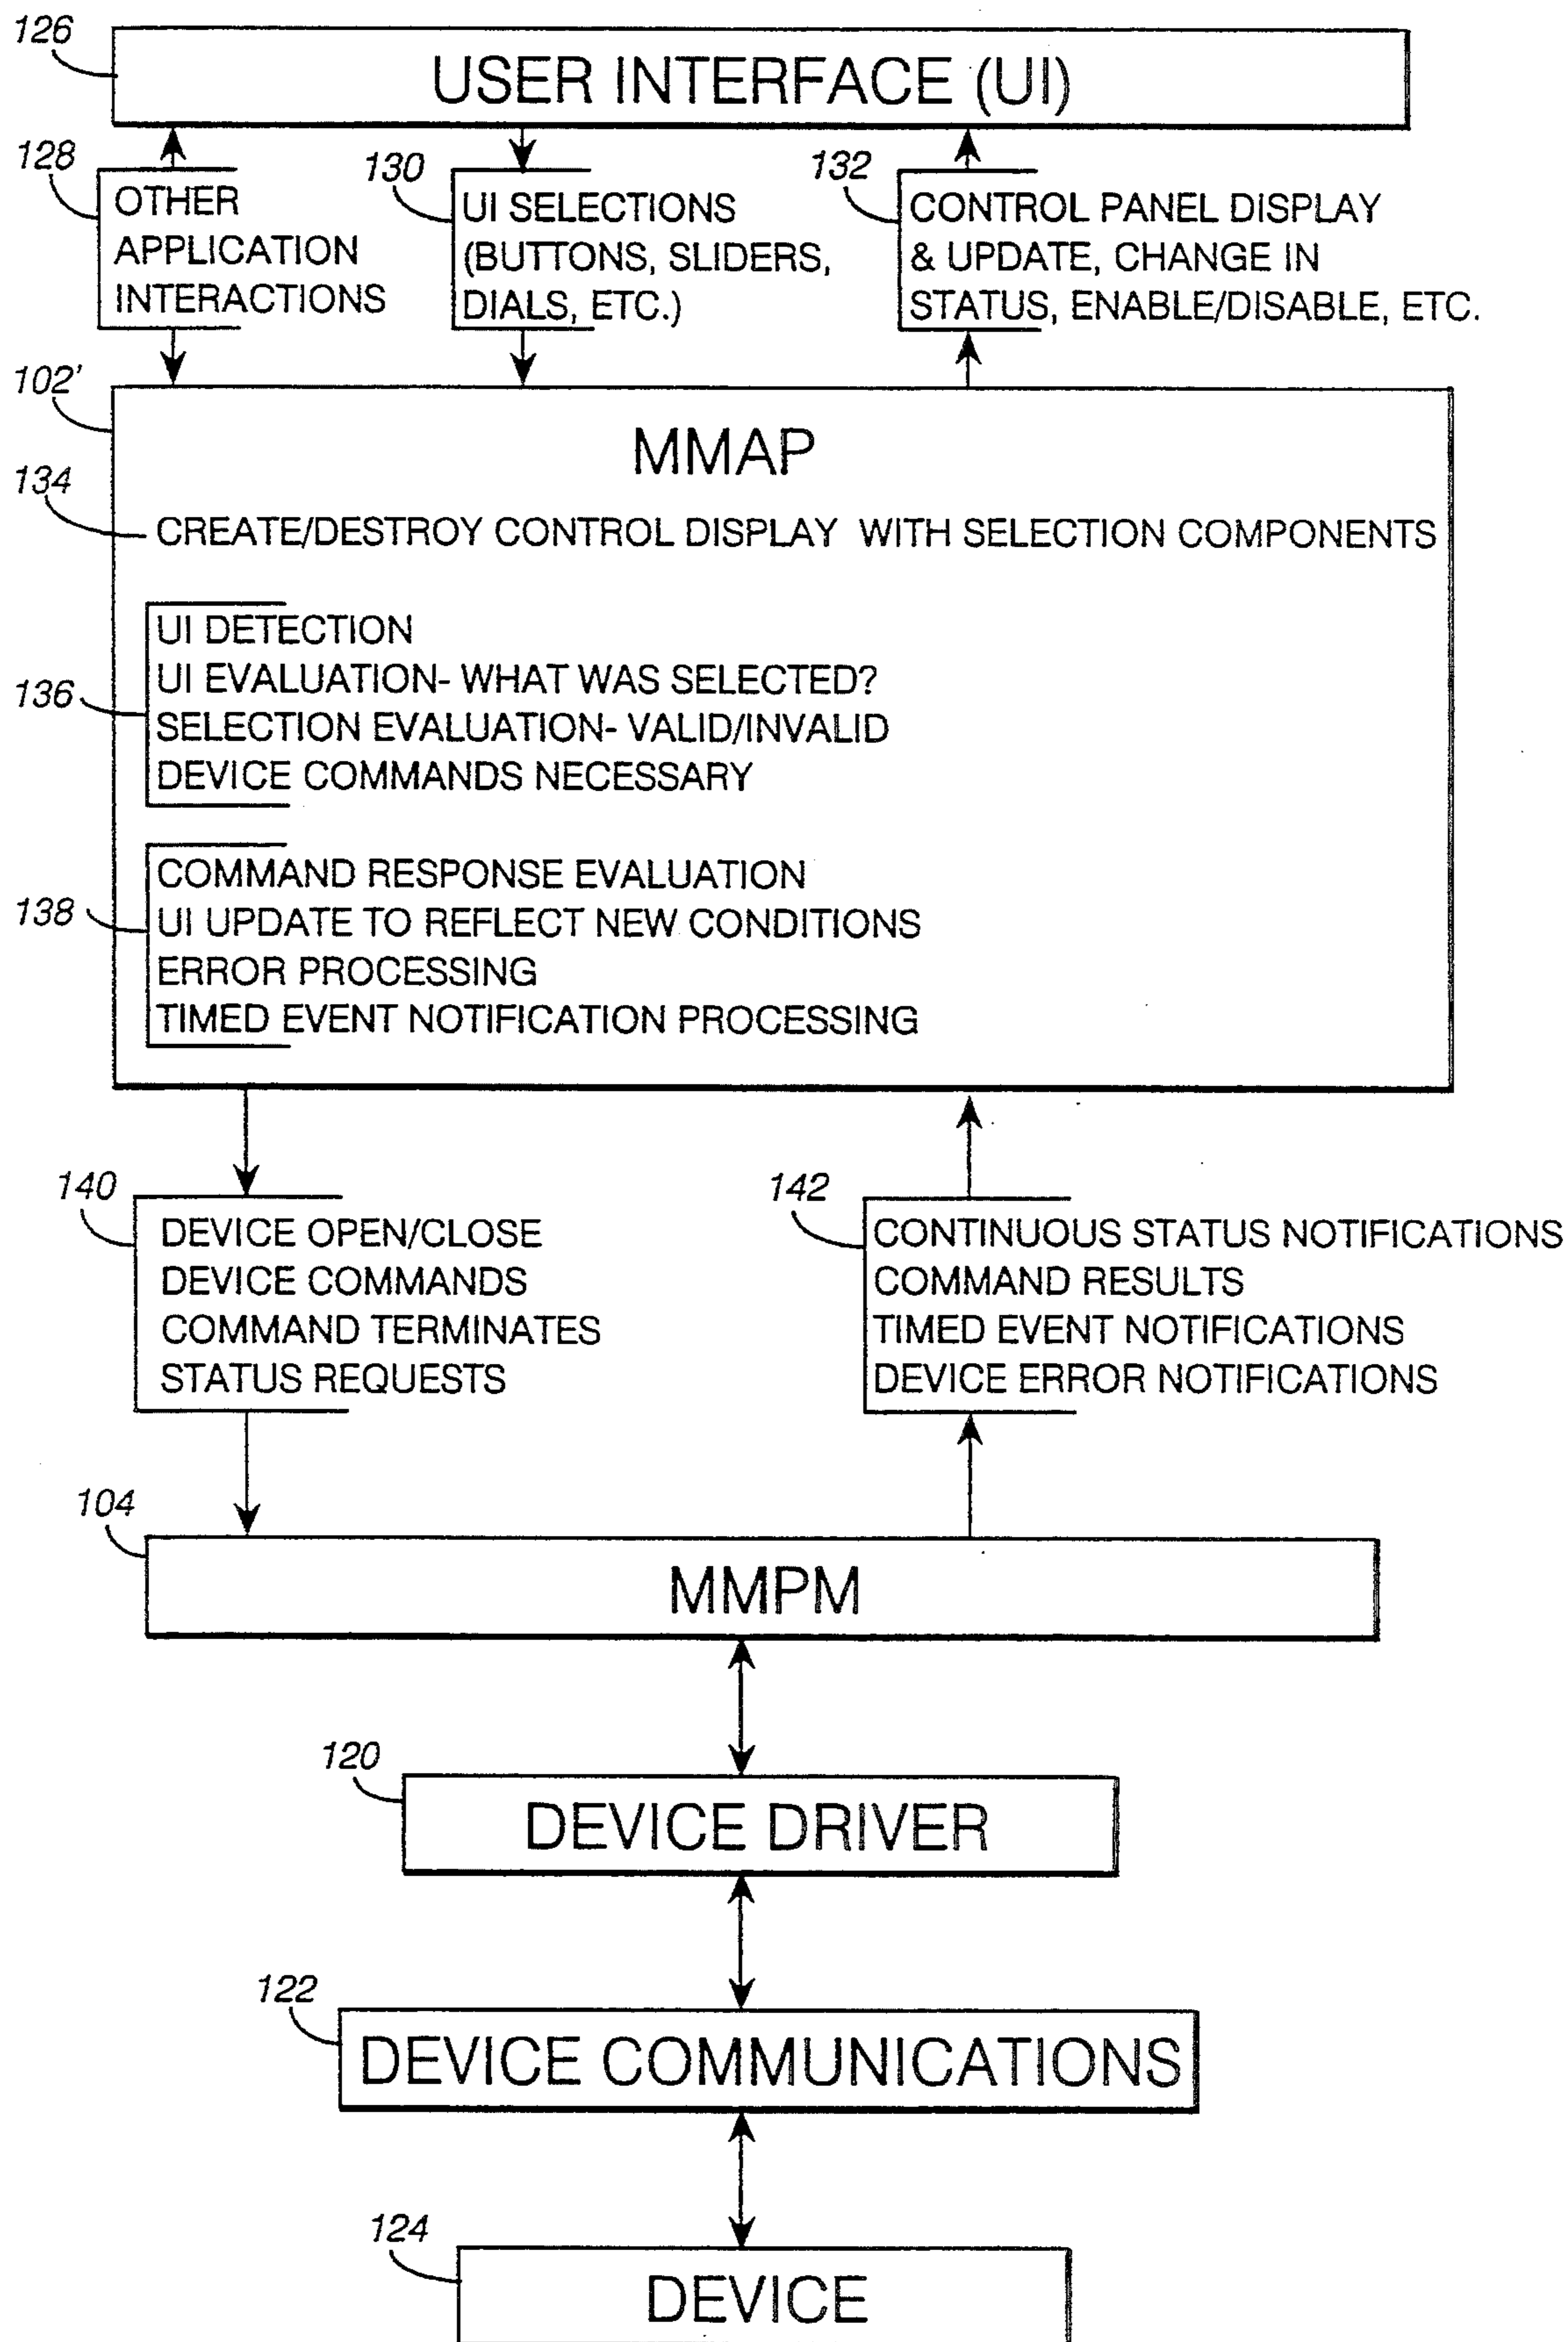 126
USER INTERFACE (UI)
128
OTHER
APPLICATION
INTERACTIONS
130
UI SELECTIONS
(BUTTONS, SLIDERS,
DIALS, ETC.)
132
CONTROL PANEL DISPLAY
& UPDATE, CHANGE IN
STATUS, ENABLE/DISABLE, ETC.
102'
MMAP
134
CREATE/DESTROY CONTROL DISPLAY WITH SELECTION COMPONENTS
136
UI DETECTION
UI EVALUATION- WHAT WAS SELECTED?
SELECTION EVALUATION- VALID/INVALID
DEVICE COMMANDS NECESSARY
138
COMMAND RESPONSE EVALUATION
UI UPDATE TO REFLECT NEW CONDITIONS
ERROR PROCESSING
TIMED EVENT NOTIFICATION PROCESSING
140
DEVICE OPEN/CLOSE
DEVICE COMMANDS
COMMAND TERMINATES
STATUS REQUESTS
142
CONTINUOUS STATUS NOTIFICATIONS
COMMAND RESULTS
TIMED EVENT NOTIFICATIONS
DEVICE ERROR NOTIFICATIONS
104
MMPM
120
DEVICE DRIVER
122
DEVICE COMMUNICATIONS
124
DEVICE